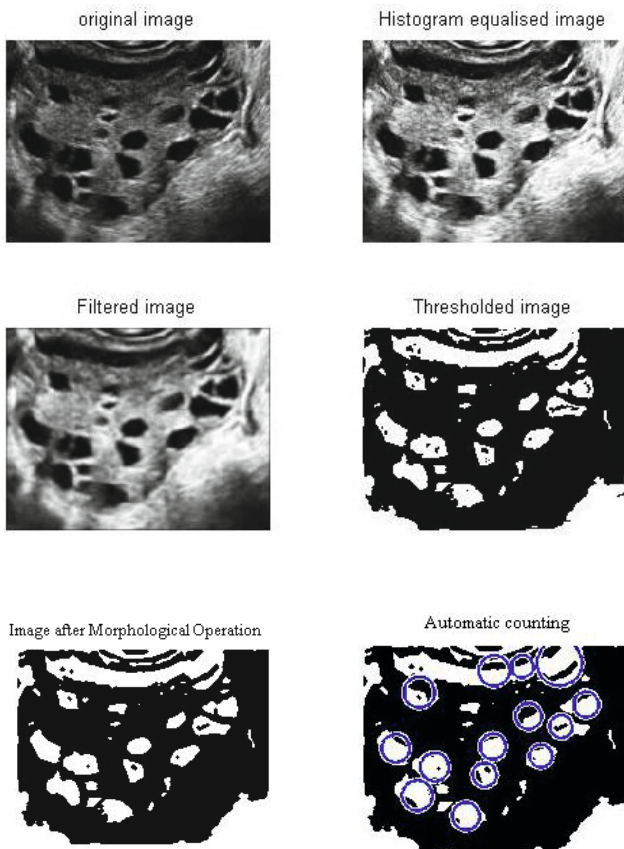 original image
Histogram equalised image
Filtered image
Thresholded image
Image after Morphological Operation
Automatic counting